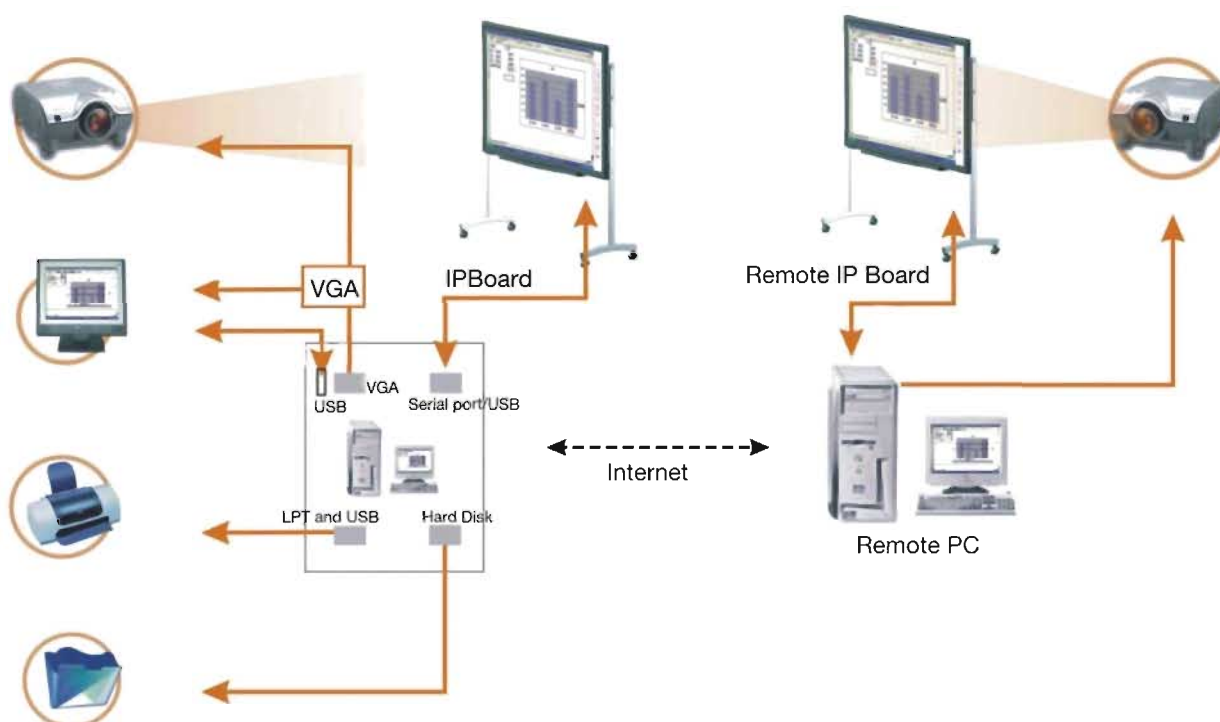 IPBoard
Remote IP Board
VGA
USB
VGA
Serial port/USB
Internet
LPT and USB
Hard Disk
Remote PC